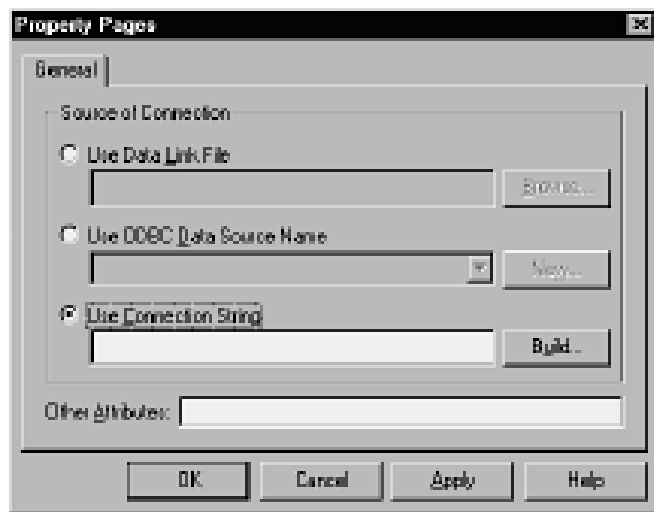 Property Pages
General
Source of Connection
Use Data Link File
Browse...
Use ODBC Data Source Name
New...
Use Connection String
Build...
Other Attributes:
OK Cancel Apply Help